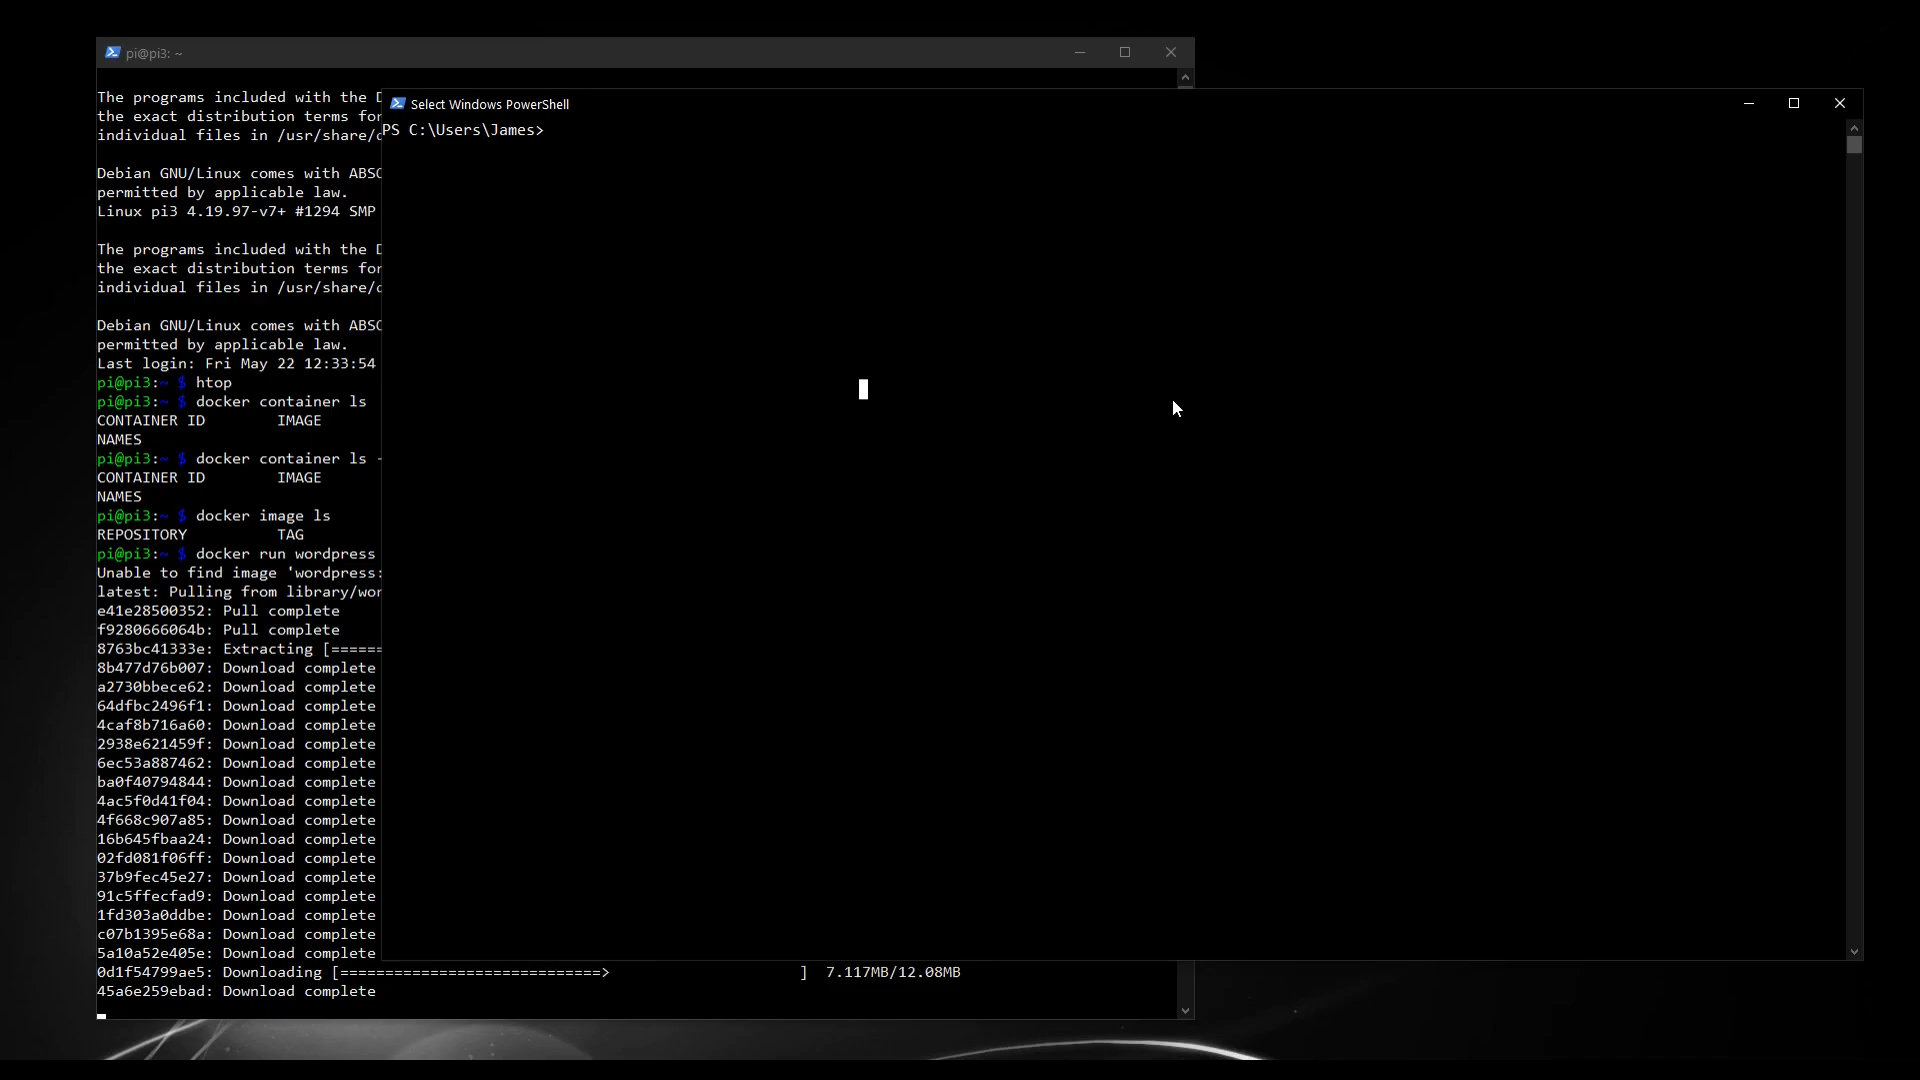 pi@pi3: ~
The programs included with the D
the exact distribution terms for
individual files in /usr/share/d
Debian GNU/Linux comes with ABSO
permitted by applicable law.
Linux pi3 4.19.97-v7+ #1294 SMP
The programs included with the D
the exact distribution terms for
individual files in /usr/share/d
Debian GNU/Linux comes with ABSO
permitted by applicable law.
Last login: Fri May 22 12:33:54
pi@pi3:~ $ htop
pi@pi3:~ $ docker container ls
CONTAINER ID IMAGE
NAMES
pi@pi3:~ $ docker container ls -
CONTAINER ID IMAGE
NAMES
pi@pi3:~ $ docker image ls
REPOSITORY TAG
pi@pi3:~ $ docker run wordpress
Unable to find image 'wordpress:
latest: Pulling from library/wor
e41e28500352: Pull complete
f9280666064b: Pull complete
8763bc41333e: Extracting [======
8b477d76b007: Download complete
a2730bbece62: Download complete
64dfbc2496f1: Download complete
4caf8b716a60: Download complete
2938e621459f: Download complete
6ec53a887462: Download complete
ba0f40794844: Download complete
4ac5f0d41f04: Download complete
4f668c907a85: Download complete
16b645fbaa24: Download complete
02fd081f06ff: Download complete
37b9fec45e27: Download complete
91c5ffecfad9: Download complete
1fd303a0ddbe: Download complete
c07b1395e68a: Download complete
5a10a52e405e: Download complete
0d1f54799ae5: Downloading [=============================> ] 7.117MB/12.08MB
45a6e259ebad: Download complete
Select Windows PowerShell
PS C:\Users\James>